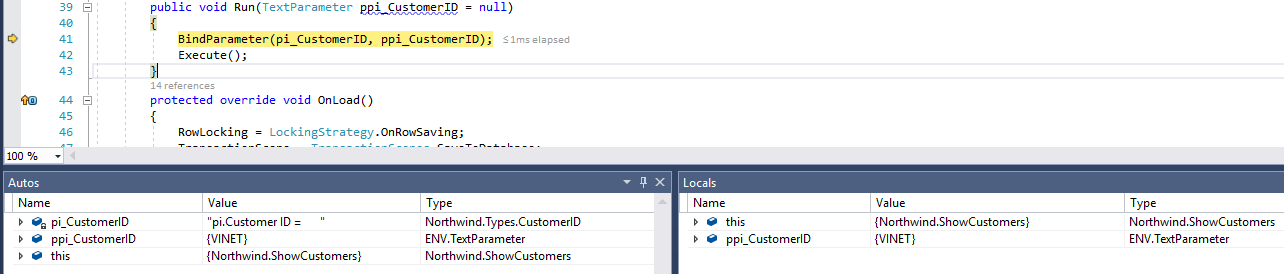 39 public void Run(TextParameter ppi_CustomerID = null)
40 {
41 BindParameter(pi_CustomerID, ppi_CustomerID); ≤1ms elapsed
42 Execute();
43 }
14 references
44 protected override void OnLoad()
45 {
46 RowLocking = LockingStrategy.OnRowSaving;
100 %
Autos
Name Value Type
pi_CustomerID "pi.Customer ID =      " Northwind.Types.CustomerID
ppi_CustomerID {VINET} ENV.TextParameter
this {Northwind.ShowCustomers} Northwind.ShowCustomers
Locals
Name Value Type
this {Northwind.ShowCustomers} Northwind.ShowCustomers
ppi_CustomerID {VINET} ENV.TextParameter